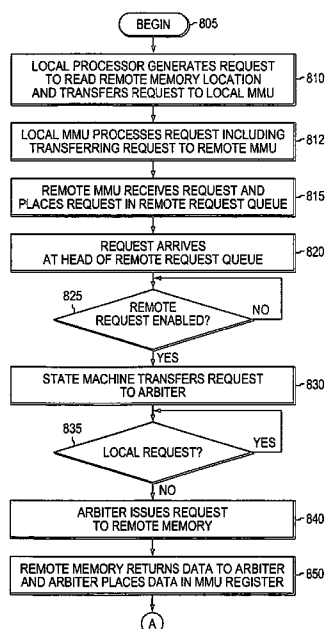 BEGIN 805
LOCAL PROCESSOR GENERATES REQUEST
TO READ REMOTE MEMORY LOCATION
AND TRANSFERS REQUEST TO LOCAL MMU
810
LOCAL MMU PROCESSES REQUEST INCLUDING
TRANSFERRING REQUEST TO REMOTE MMU
812
REMOTE MMU RECEIVES REQUEST AND
PLACES REQUEST IN REMOTE REQUEST QUEUE
815
REQUEST ARRIVES
AT HEAD OF REMOTE REQUEST QUEUE
820
825
REMOTE
REQUEST ENABLED?
NO
YES
STATE MACHINE TRANSFERS REQUEST
TO ARBITER
830
835
LOCAL REQUEST?
YES
NO
ARBITER ISSUES REQUEST
TO REMOTE MEMORY
840
REMOTE MEMORY RETURNS DATA TO ARBITER
AND ARBITER PLACES DATA IN MMU REGISTER
850
A